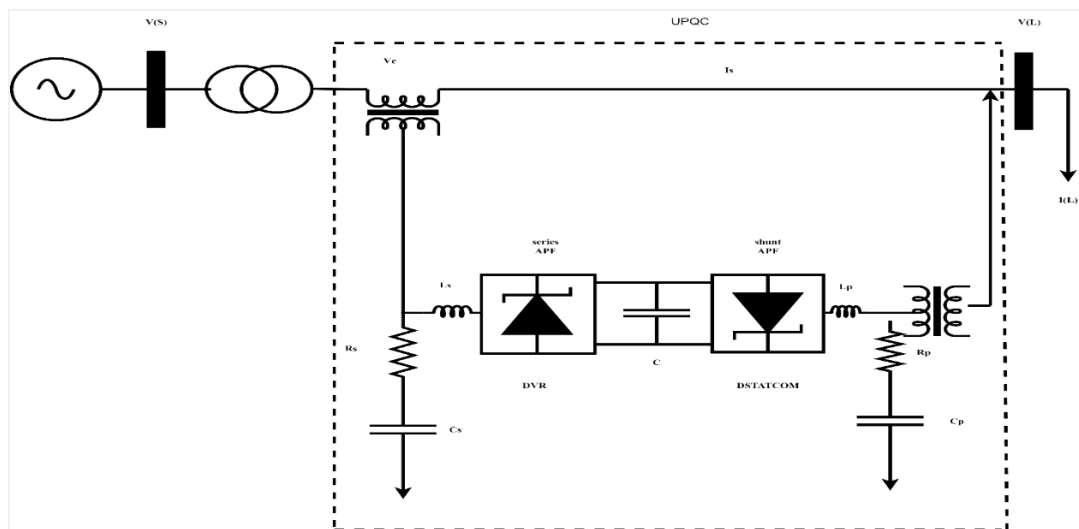 UPQC
V(S)
V(L)
Vc
Is
I(L)
series
APF
shunt
APF
Ls
Lp
Rs
Rp
C
DVR
DSTATCOM
Cs
Cp